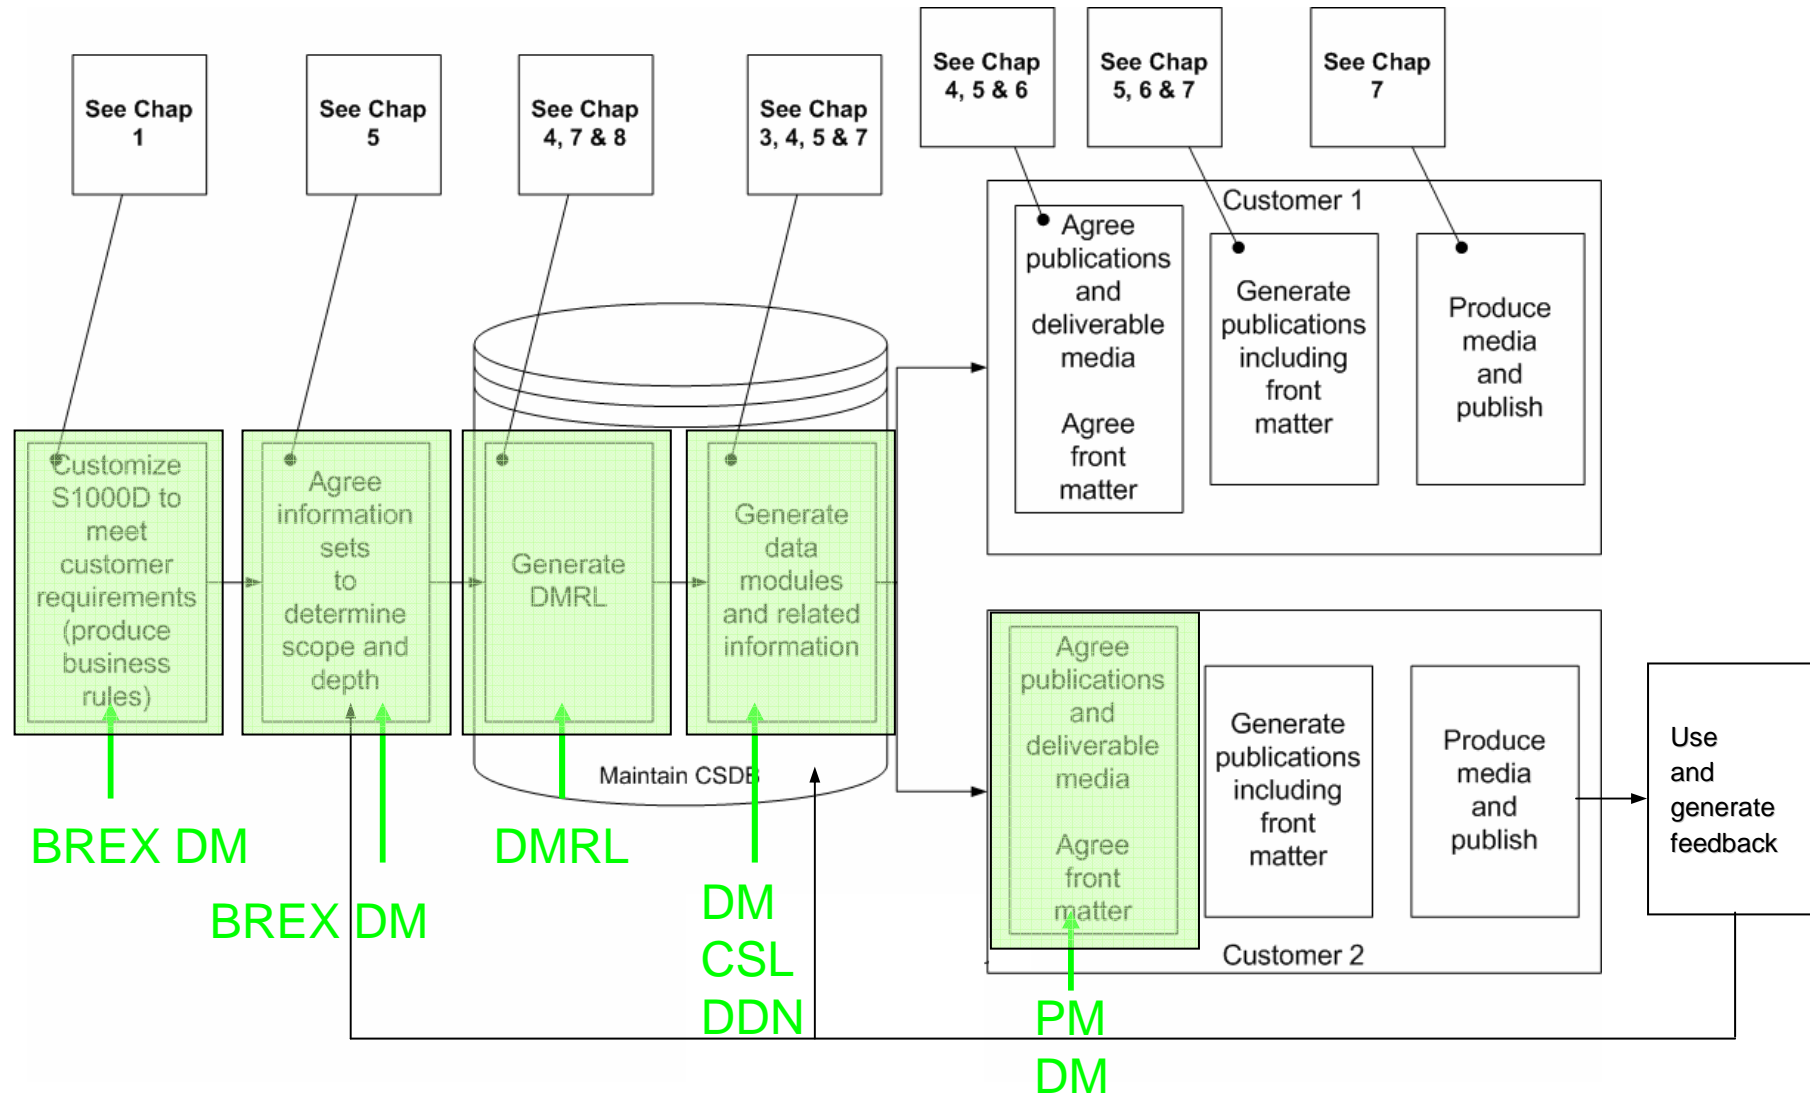 See Chap
1
See Chap
5
See Chap
4, 7 & 8
See Chap
3, 4, 5 & 7
See Chap
4, 5 & 6
See Chap
5, 6 & 7
See Chap
7
Customer 1
Agree
publications
and
deliverable
media
Agree
front
matter
Generate
publications
including
front
matter
Produce
media
and
publish
Customize
S1000D to
meet
customer
requirements
(produce
business
rules)
Agree
information
sets
to
determine
scope and
depth
Generate
DMRL
Generate
data
modules
and related
information
Maintain CSDB
Agree
publications
and
deliverable
media
Agree
front
matter
Generate
publications
including
front
matter
Produce
media
and
publish
Customer 2
Use
and
generate
feedback
BREX DM
BREX DM
DMRL
DM
CSL
DDN
PM
DM